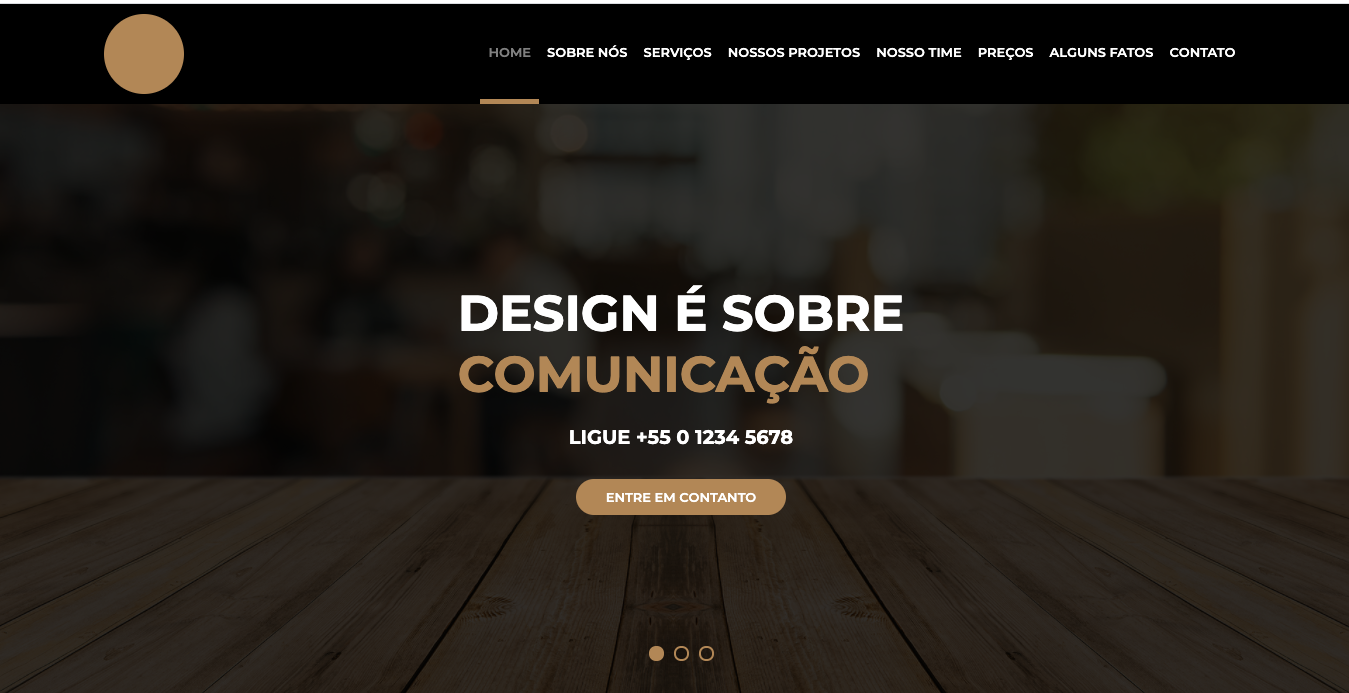 HOME SOBRE NÓS SERVIÇOS NOSSOS PROJETOS NOSSO TIME PREÇOS ALGUNS FATOS CONTATO
DESIGN É SOBRE
COMUNICAÇÃO
LIGUE +55 0 1234 5678
ENTRE EM CONTANTO